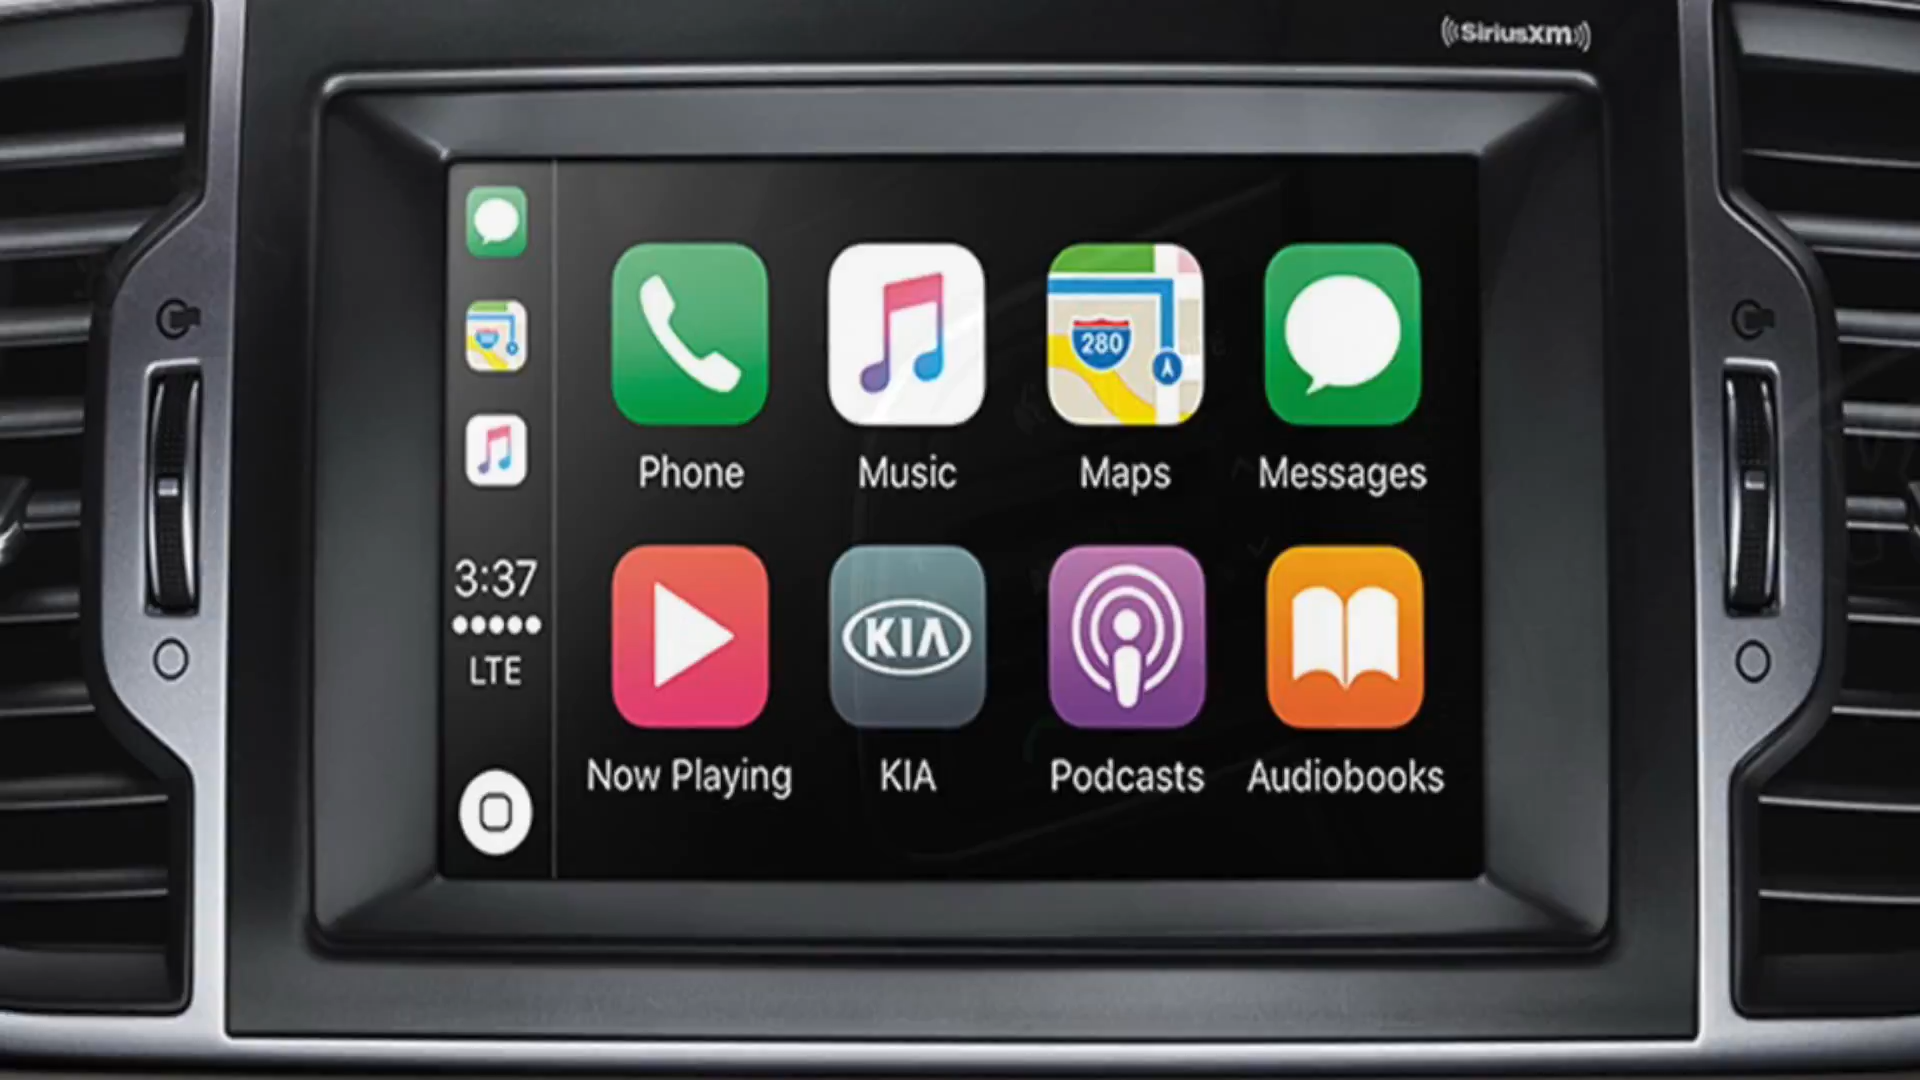 SiriusXM
280
Phone Music Maps Messages
3:37
LTE
KIA
Now Playing KIA Podcasts Audiobooks